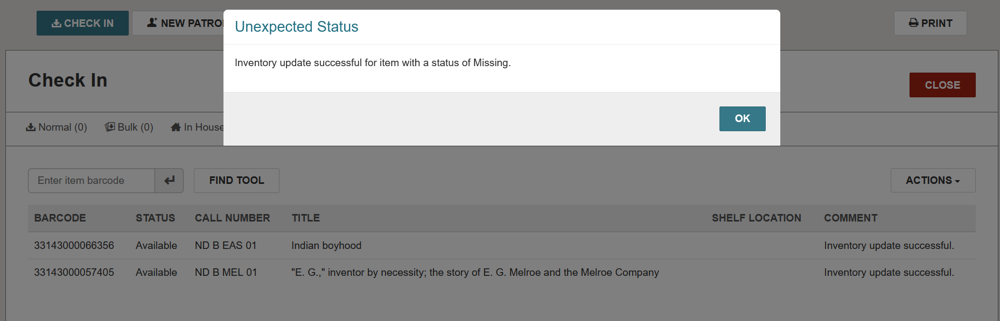 CHECK IN
NEW PATRO
PRINT
Unexpected Status
Inventory update successful for item with a status of Missing.
OK
Check In
CLOSE
Normal (0) Bulk (0) In House
Enter item barcode
FIND TOOL
ACTIONS
BARCODE STATUS CALL NUMBER TITLE SHELF LOCATION COMMENT
33143000066356 Available ND B EAS 01 Indian boyhood Inventory update successful.
33143000057405 Available ND B MEL 01 "E. G.," inventor by necessity; the story of E. G. Melroe and the Melroe Company Inventory update successful.